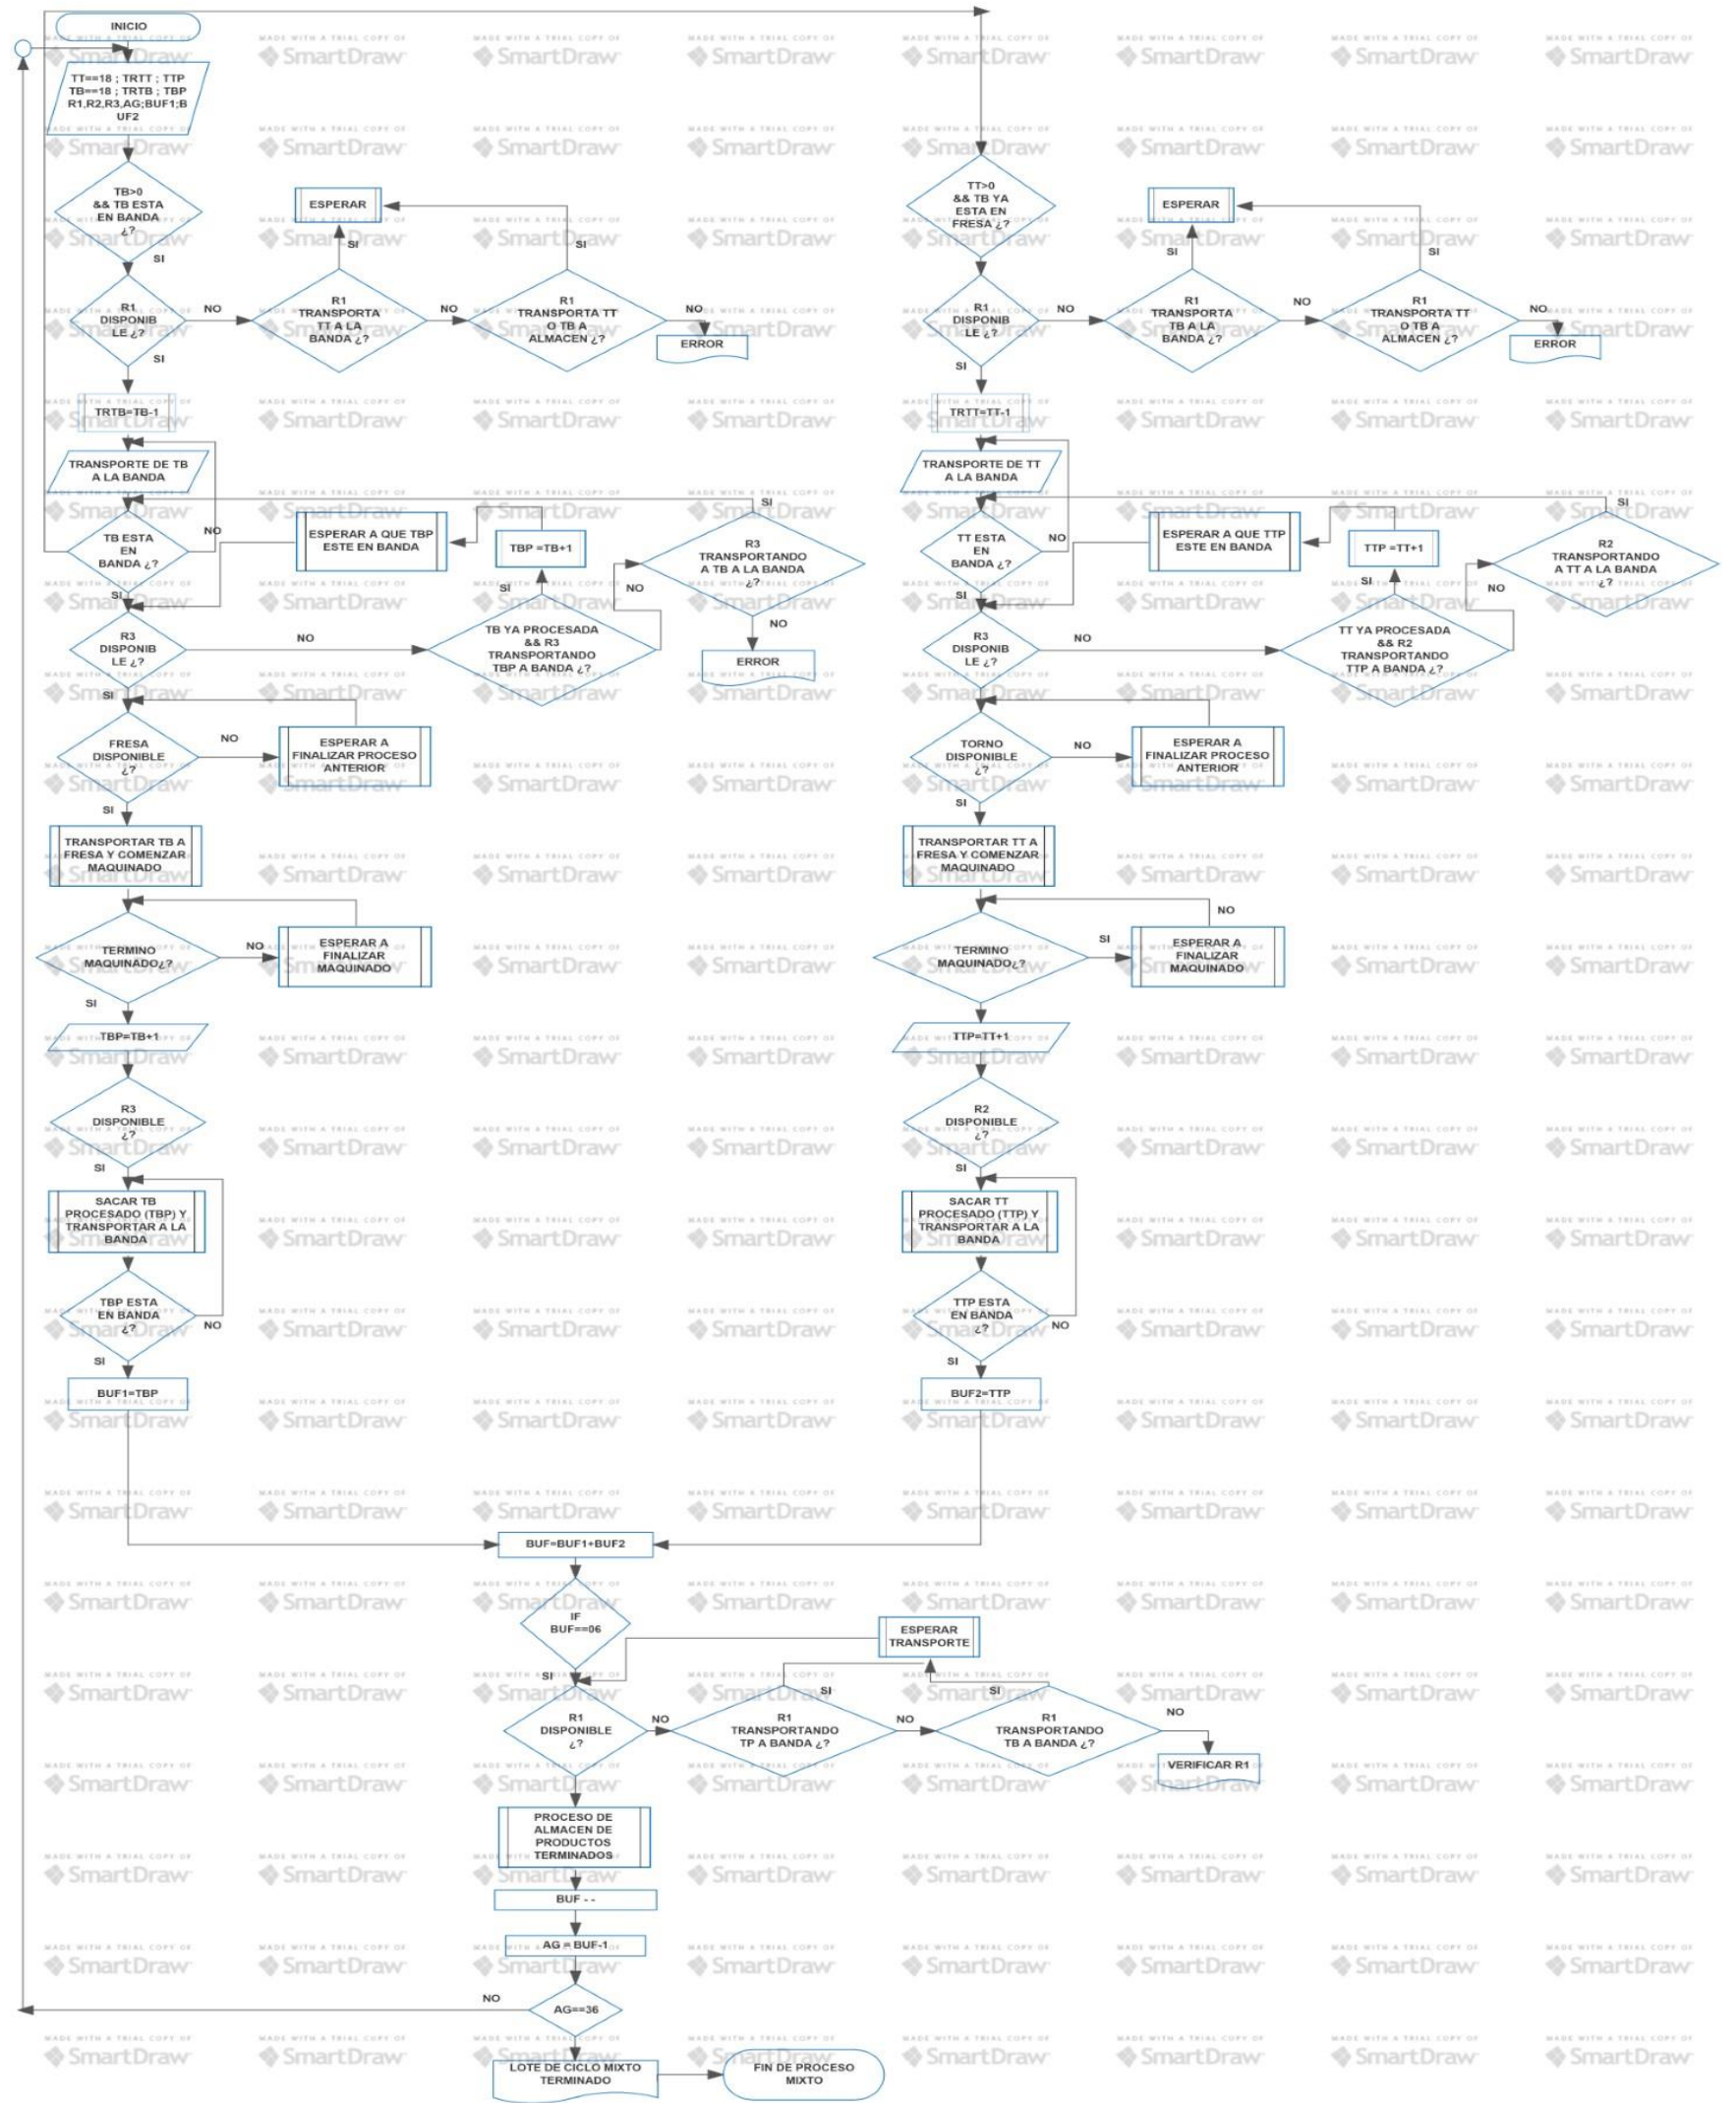 INICIO
TT==18 ; TRTT ; TTP
TB==18 ; TRTB ; TBP
R1,R2,R3,AG;BUF1;B
UF2
TB>0
&& TB ESTA
EN BANDA
¿?
SI
R1
DISPONIB
LE ¿?
NO
SI
R1
TRANSPORTA
TT A LA
BANDA ¿?
SI
NO
ESPERAR
R1
TRANSPORTA TT
O TB A
ALMACEN ¿?
SI
NO
ERROR
TRTB=TB-1
TRANSPORTE DE TB
A LA BANDA
TB ESTA
EN
BANDA ¿?
NO
SI
ESPERAR A QUE TBP
ESTE EN BANDA
TBP =TB+1
R3
TRANSPORTANDO
A TB A LA BANDA
¿?
SI
NO
ERROR
R3
DISPONIB
LE ¿?
NO
SI
TB YA PROCESADA
&& R3
TRANSPORTANDO
TBP A BANDA ¿?
SI
NO
FRESA
DISPONIBLE
¿?
NO
SI
ESPERAR A
FINALIZAR PROCESO
ANTERIOR
TRANSPORTAR TB A
FRESA Y COMENZAR
MAQUINADO
TERMINO
MAQUINADO¿?
NO
SI
ESPERAR A
FINALIZAR
MAQUINADO
TBP=TB+1
R3
DISPONIBLE
¿?
SI
SACAR TB
PROCESADO (TBP) Y
TRANSPORTAR A LA
BANDA
TBP ESTA
EN BANDA
¿?
NO
SI
BUF1=TBP
TT>0
&& TB YA
ESTA EN
FRESA ¿?
SI
R1
DISPONIB
LE ¿?
NO
SI
R1
TRANSPORTA
TB A LA
BANDA ¿?
SI
NO
ESPERAR
R1
TRANSPORTA TT
O TB A
ALMACEN ¿?
SI
NO
ERROR
TRTT=TT-1
TRANSPORTE DE TT
A LA BANDA
TT ESTA
EN
BANDA ¿?
NO
SI
ESPERAR A QUE TTP
ESTE EN BANDA
TTP =TT+1
R2
TRANSPORTANDO
A TT A LA BANDA
¿?
SI
R3
DISPONIB
LE ¿?
NO
SI
TT YA PROCESADA
&& R2
TRANSPORTANDO
TTP A BANDA ¿?
SI
NO
TORNO
DISPONIBLE
¿?
NO
SI
ESPERAR A
FINALIZAR PROCESO
ANTERIOR
TRANSPORTAR TT A
FRESA Y COMENZAR
MAQUINADO
TERMINO
MAQUINADO¿?
SI
NO
ESPERAR A
FINALIZAR
MAQUINADO
TTP=TT+1
R2
DISPONIBLE
¿?
SI
SACAR TT
PROCESADO (TTP) Y
TRANSPORTAR A LA
BANDA
TTP ESTA
EN BANDA
¿?
NO
SI
BUF2=TTP
BUF=BUF1+BUF2
IF
BUF==06
SI
R1
DISPONIBLE
¿?
NO
R1
TRANSPORTANDO
TP A BANDA ¿?
SI
NO
ESPERAR
TRANSPORTE
R1
TRANSPORTANDO
TB A BANDA ¿?
SI
NO
VERIFICAR R1
PROCESO DE
ALMACEN DE
PRODUCTOS
TERMINADOS
BUF - -
AG = BUF-1
AG==36
NO
LOTE DE CICLO MIXTO
TERMINADO
FIN DE PROCESO
MIXTO
MADE WITH A TRIAL COPY OF
SmartDraw